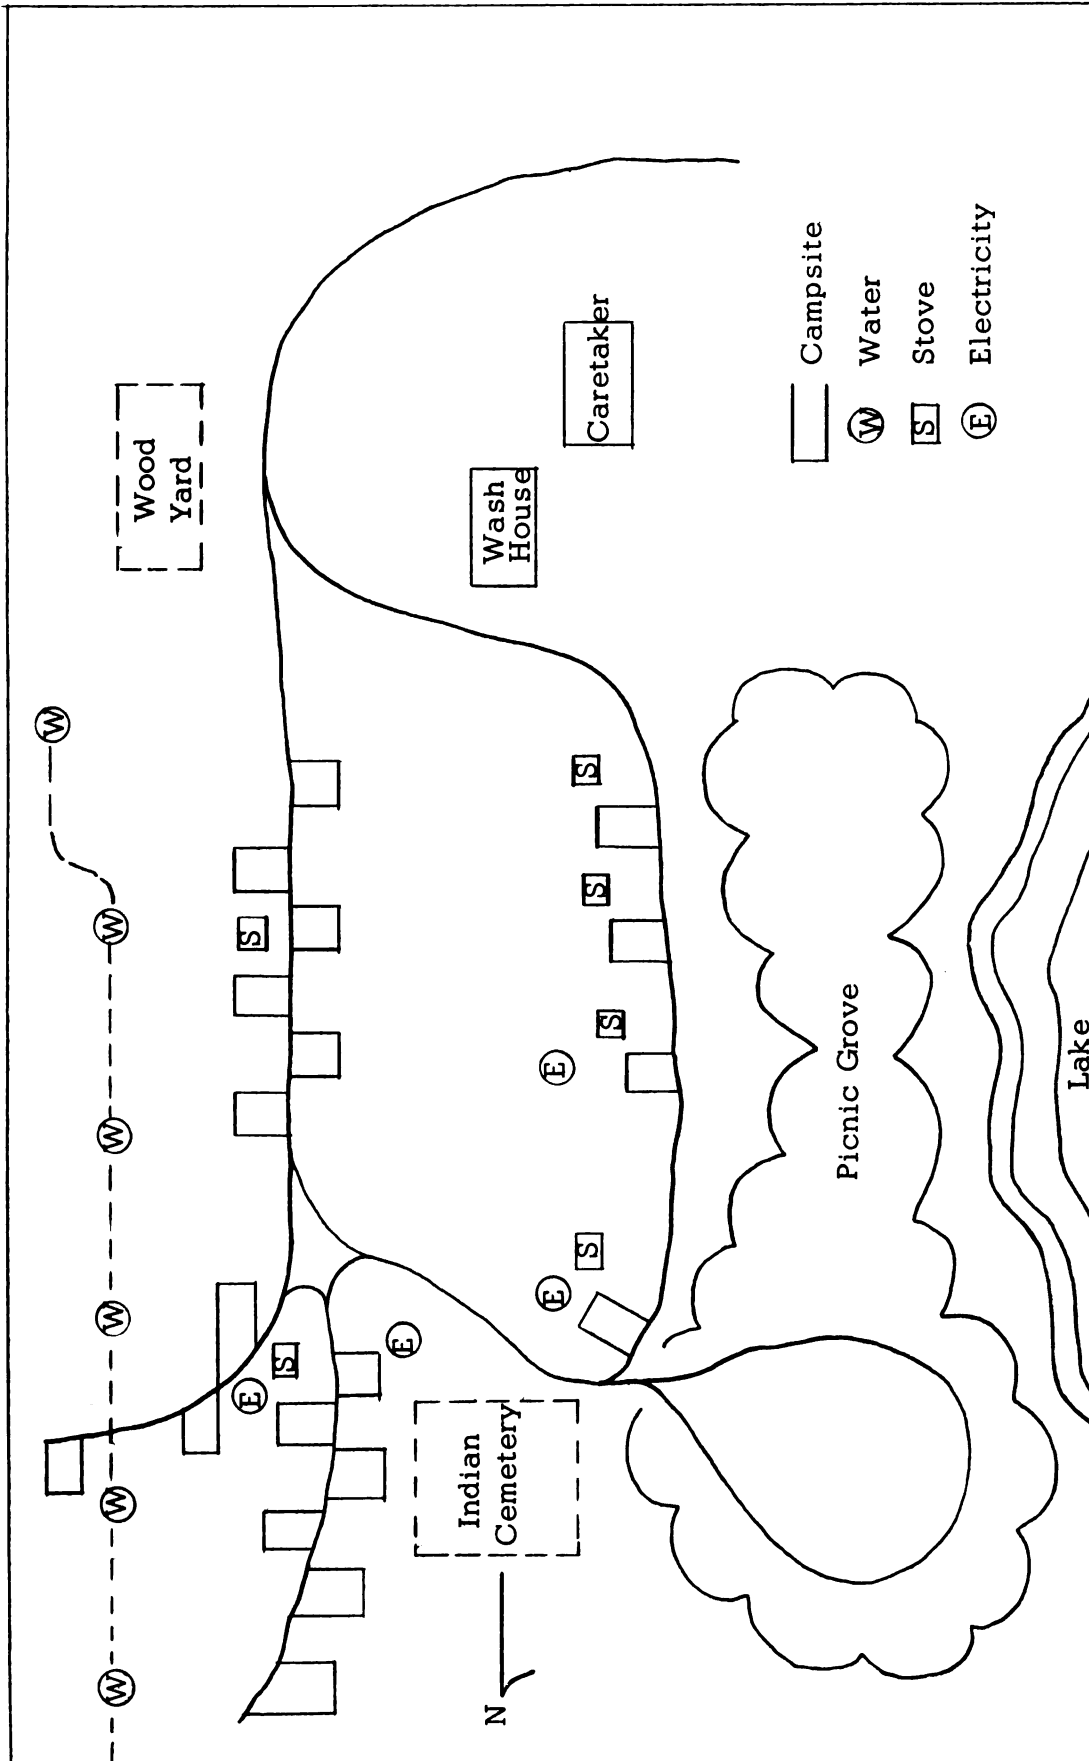 W
W
W
W
W
W
Wood
Yard
E
S
S
E
Indian
Cemetery
N
Wash
House
E
E
S
S
S
S
Caretaker
Campsite
W Water
S Stove
E Electricity
Picnic Grove
Lake